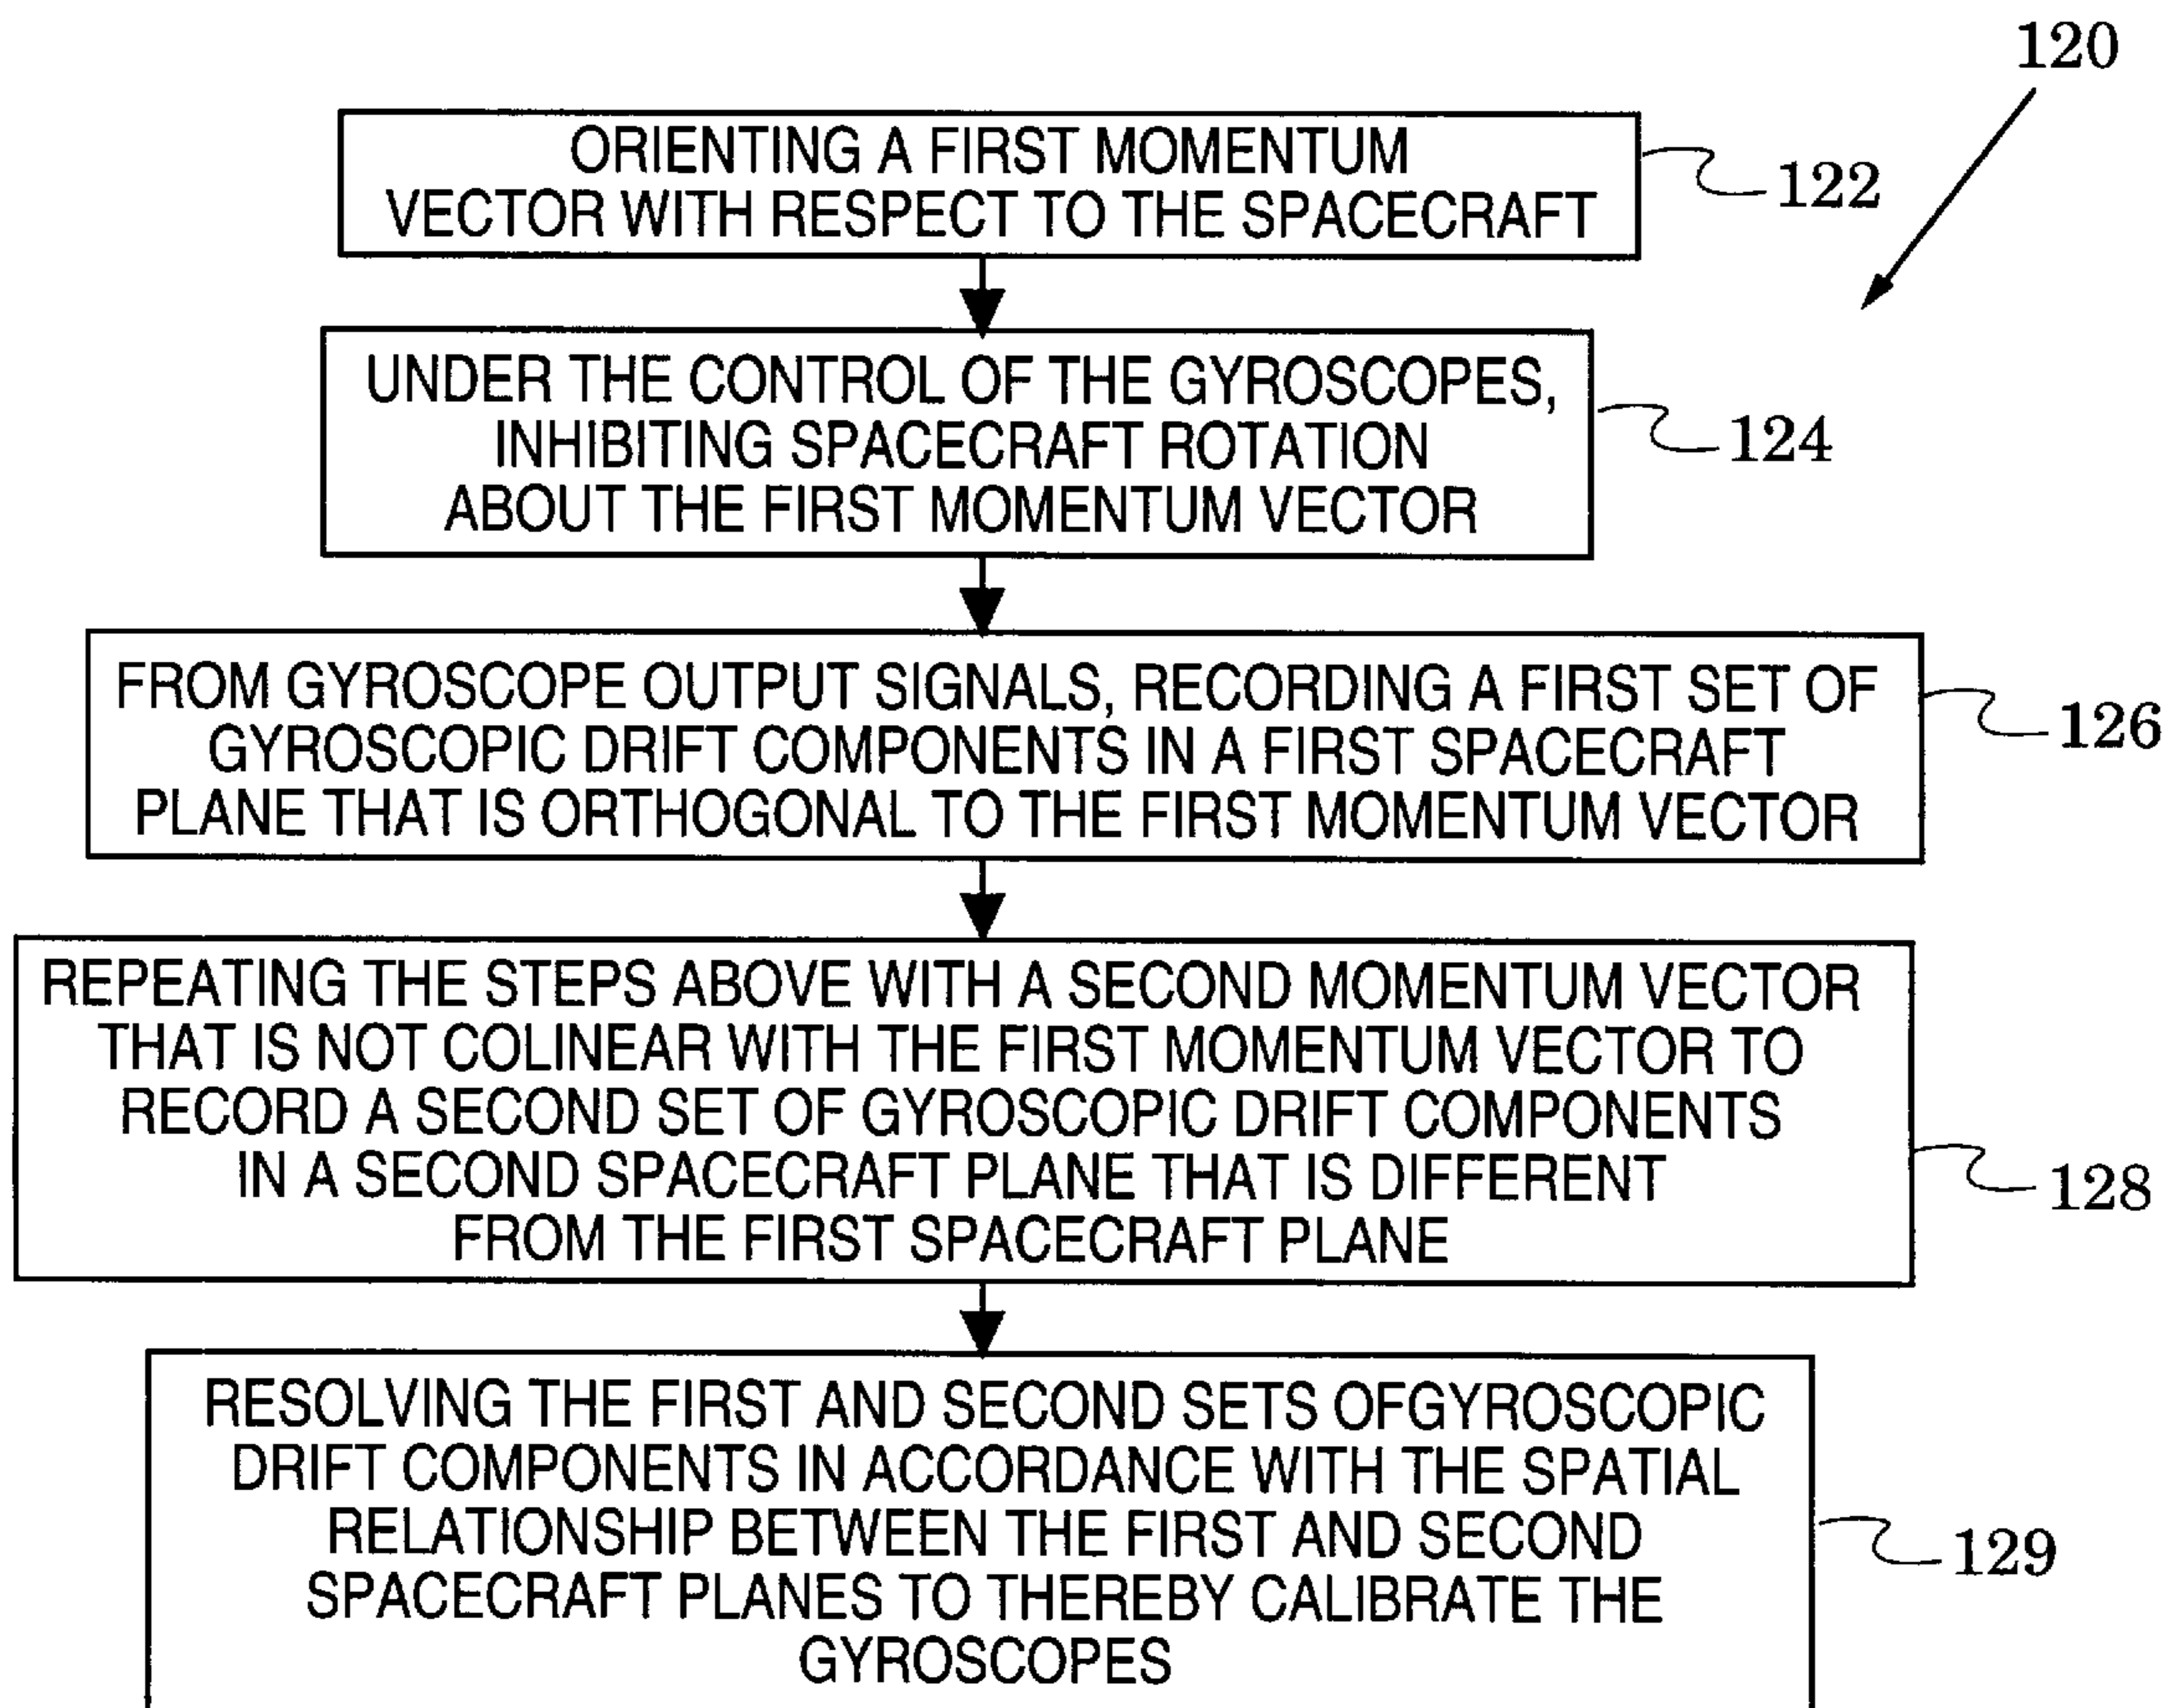 120
ORIENTING A FIRST MOMENTUM
VECTOR WITH RESPECT TO THE SPACECRAFT
122
UNDER THE CONTROL OF THE GYROSCOPES,
INHIBITING SPACECRAFT ROTATION
ABOUT THE FIRST MOMENTUM VECTOR
124
FROM GYROSCOPE OUTPUT SIGNALS, RECORDING A FIRST SET OF
GYROSCOPIC DRIFT COMPONENTS IN A FIRST SPACECRAFT
PLANE THAT IS ORTHOGONAL TO THE FIRST MOMENTUM VECTOR
126
REPEATING THE STEPS ABOVE WITH A SECOND MOMENTUM VECTOR
THAT IS NOT COLINEAR WITH THE FIRST MOMENTUM VECTOR TO
RECORD A SECOND SET OF GYROSCOPIC DRIFT COMPONENTS
IN A SECOND SPACECRAFT PLANE THAT IS DIFFERENT
FROM THE FIRST SPACECRAFT PLANE
128
RESOLVING THE FIRST AND SECOND SETS OFGYROSCOPIC
DRIFT COMPONENTS IN ACCORDANCE WITH THE SPATIAL
RELATIONSHIP BETWEEN THE FIRST AND SECOND
SPACECRAFT PLANES TO THEREBY CALIBRATE THE
GYROSCOPES
129